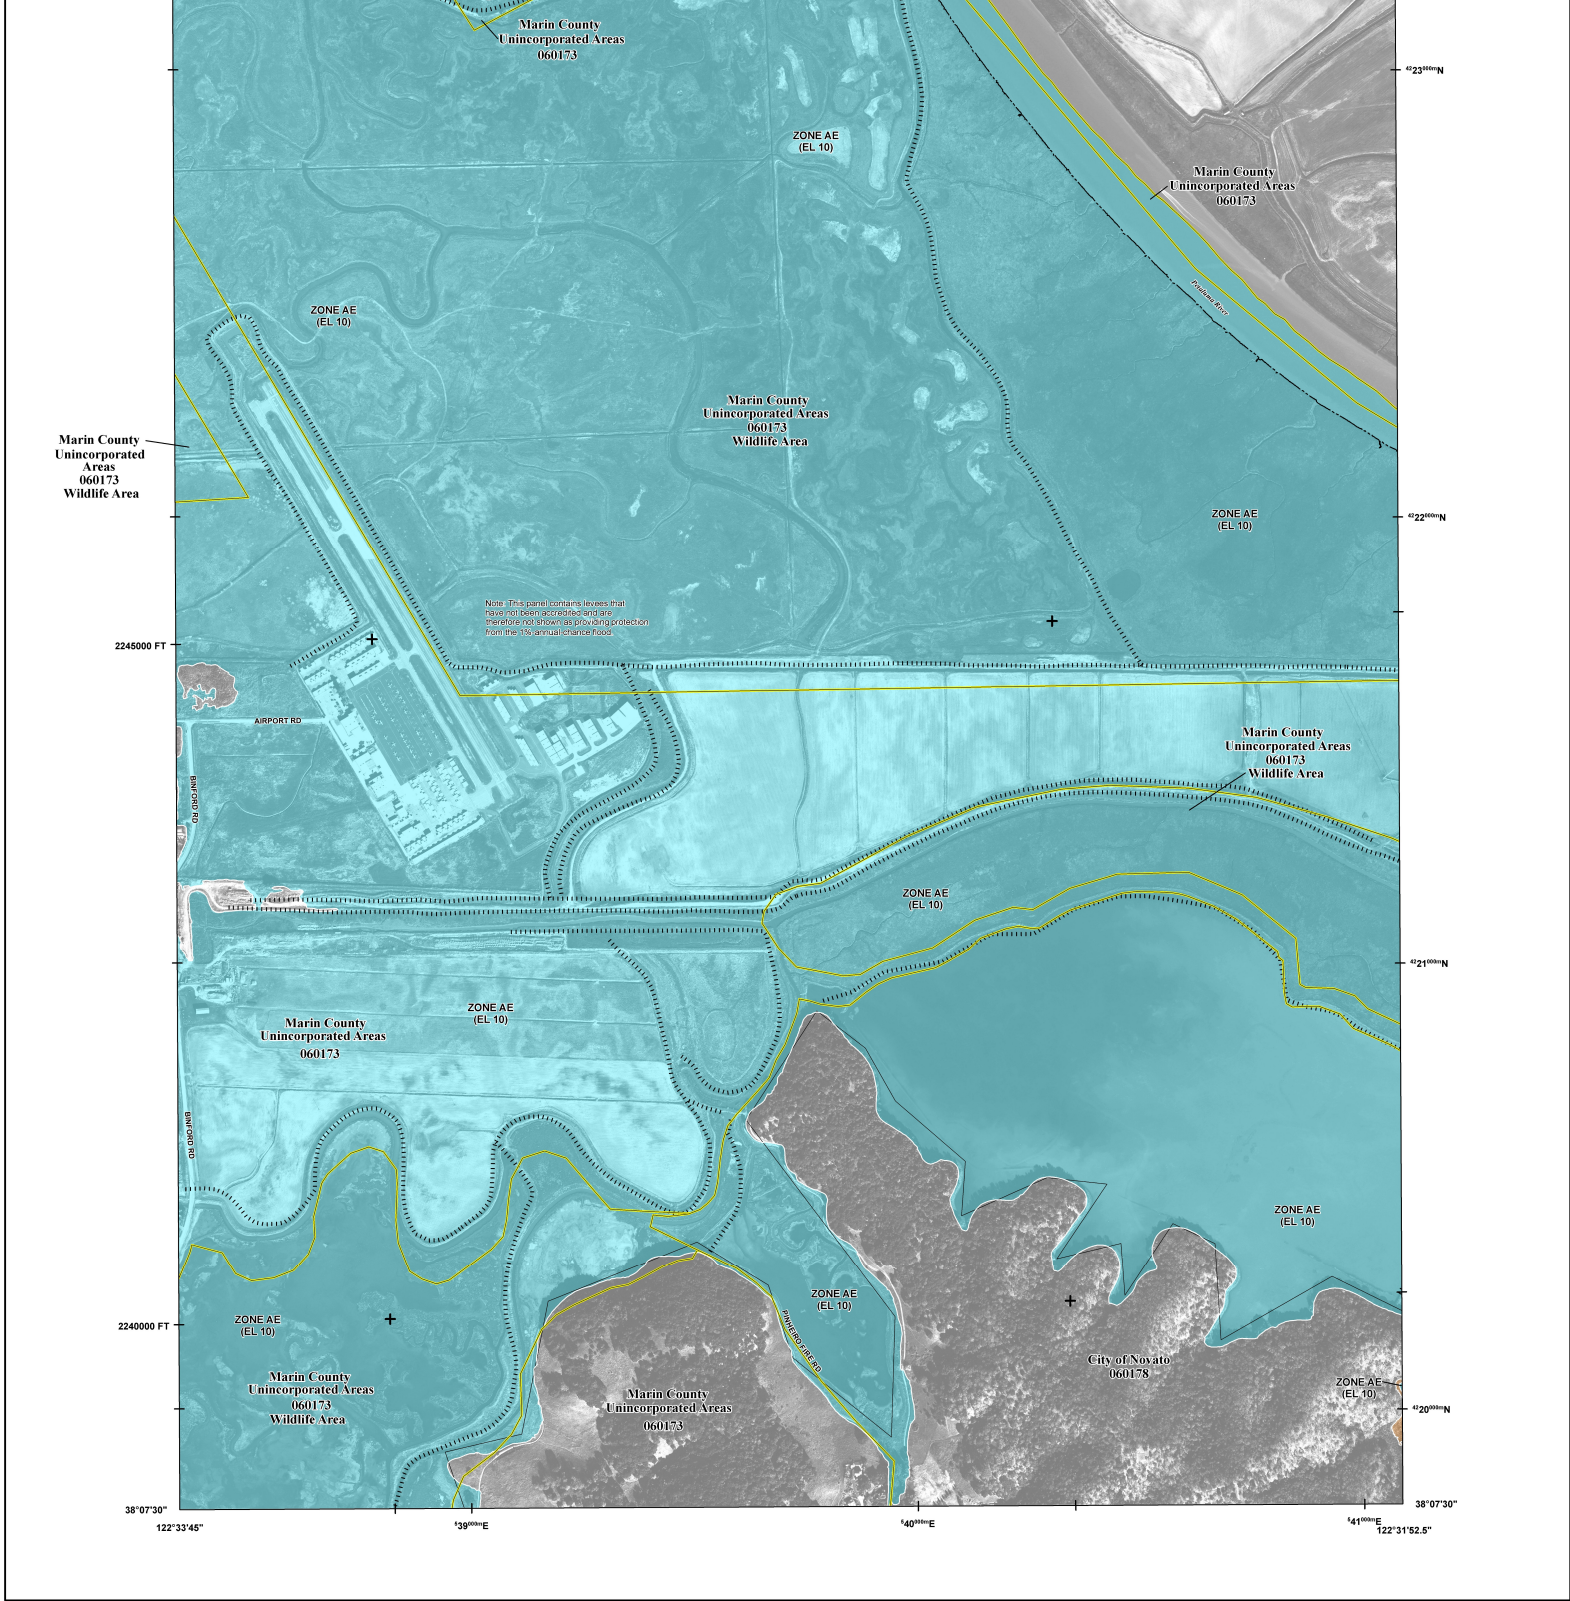 Marin County
Unincorporated Areas
060173
4223000mN
ZONE AE
(EL 10)
Marin County
Unincorporated Areas
060173
Petaluma River
ZONE AE
(EL 10)
Marin County
Unincorporated Areas
060173
Wildlife Area
Marin County
Unincorporated
Areas
060173
Wildlife Area
ZONE AE
(EL 10)
4222000mN
Note: This panel contains levees that
have not been accredited and are
therefore not shown as providing protection
from the 1%-annual-chance flood.
2245000 FT
AIRPORT RD
BINFORD RD
Marin County
Unincorporated Areas
060173
Wildlife Area
ZONE AE
(EL 10)
4221000mN
ZONE AE
(EL 10)
Marin County
Unincorporated Areas
060173
BINFORD RD
ZONE AE
(EL 10)
ZONE AE
(EL 10)
2240000 FT
ZONE AE
(EL 10)
PINHEIRO FIRE RD
City of Novato
060178
Marin County
Unincorporated Areas
060173
Wildlife Area
Marin County
Unincorporated Areas
060173
ZONE AE
(EL 10)
4220000mN
38°07'30"
38°07'30"
122°33'45"
539000mE
540000mE
541000mE
122°31'52.5"